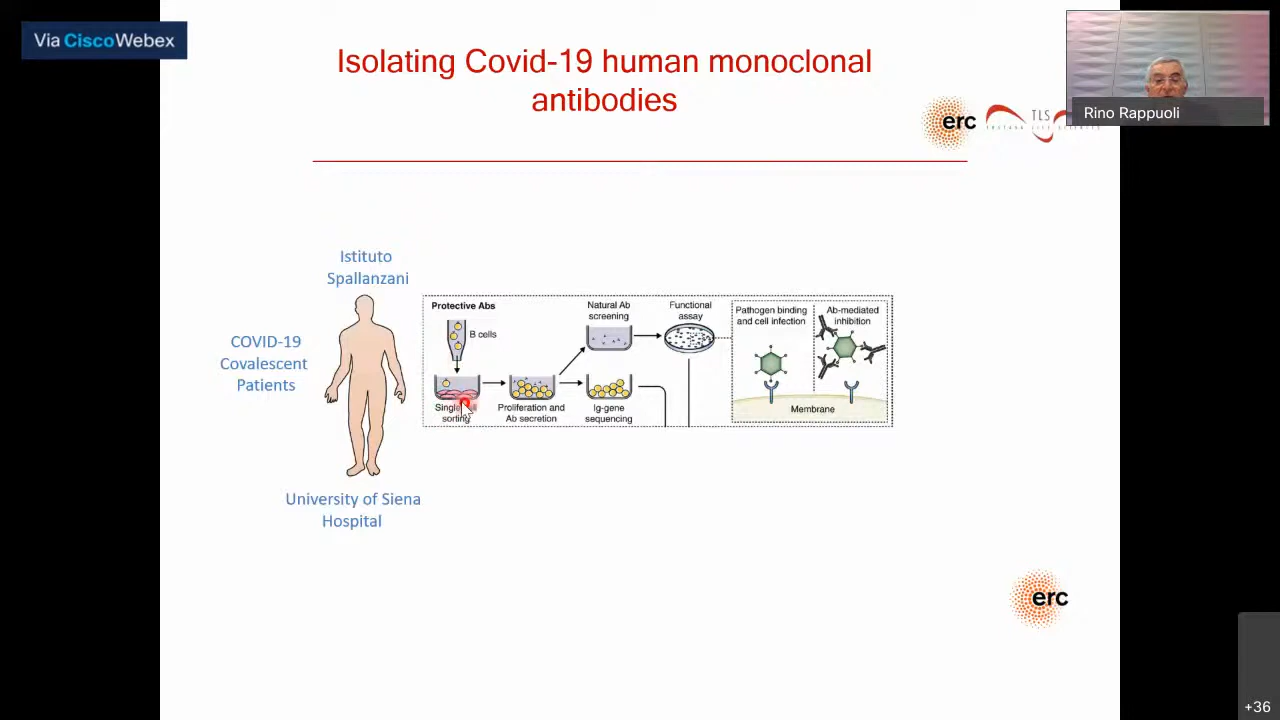 Via CiscoWebex
Isolating Covid-19 human monoclonal
antibodies
erc
TLS
Rino Rappuoli
Istituto
Spallanzani
COVID-19
Covalescent
Patients
University of Siena
Hospital
Protective Abs
B cells
sorting
Proliferation and
Ab secretion
Natural Ab
screening
Ig-gene
sequencing
Functional
assay
Pathogen binding
and cell infection
Ab-mediated
inhibition
Membrane
erc
+36